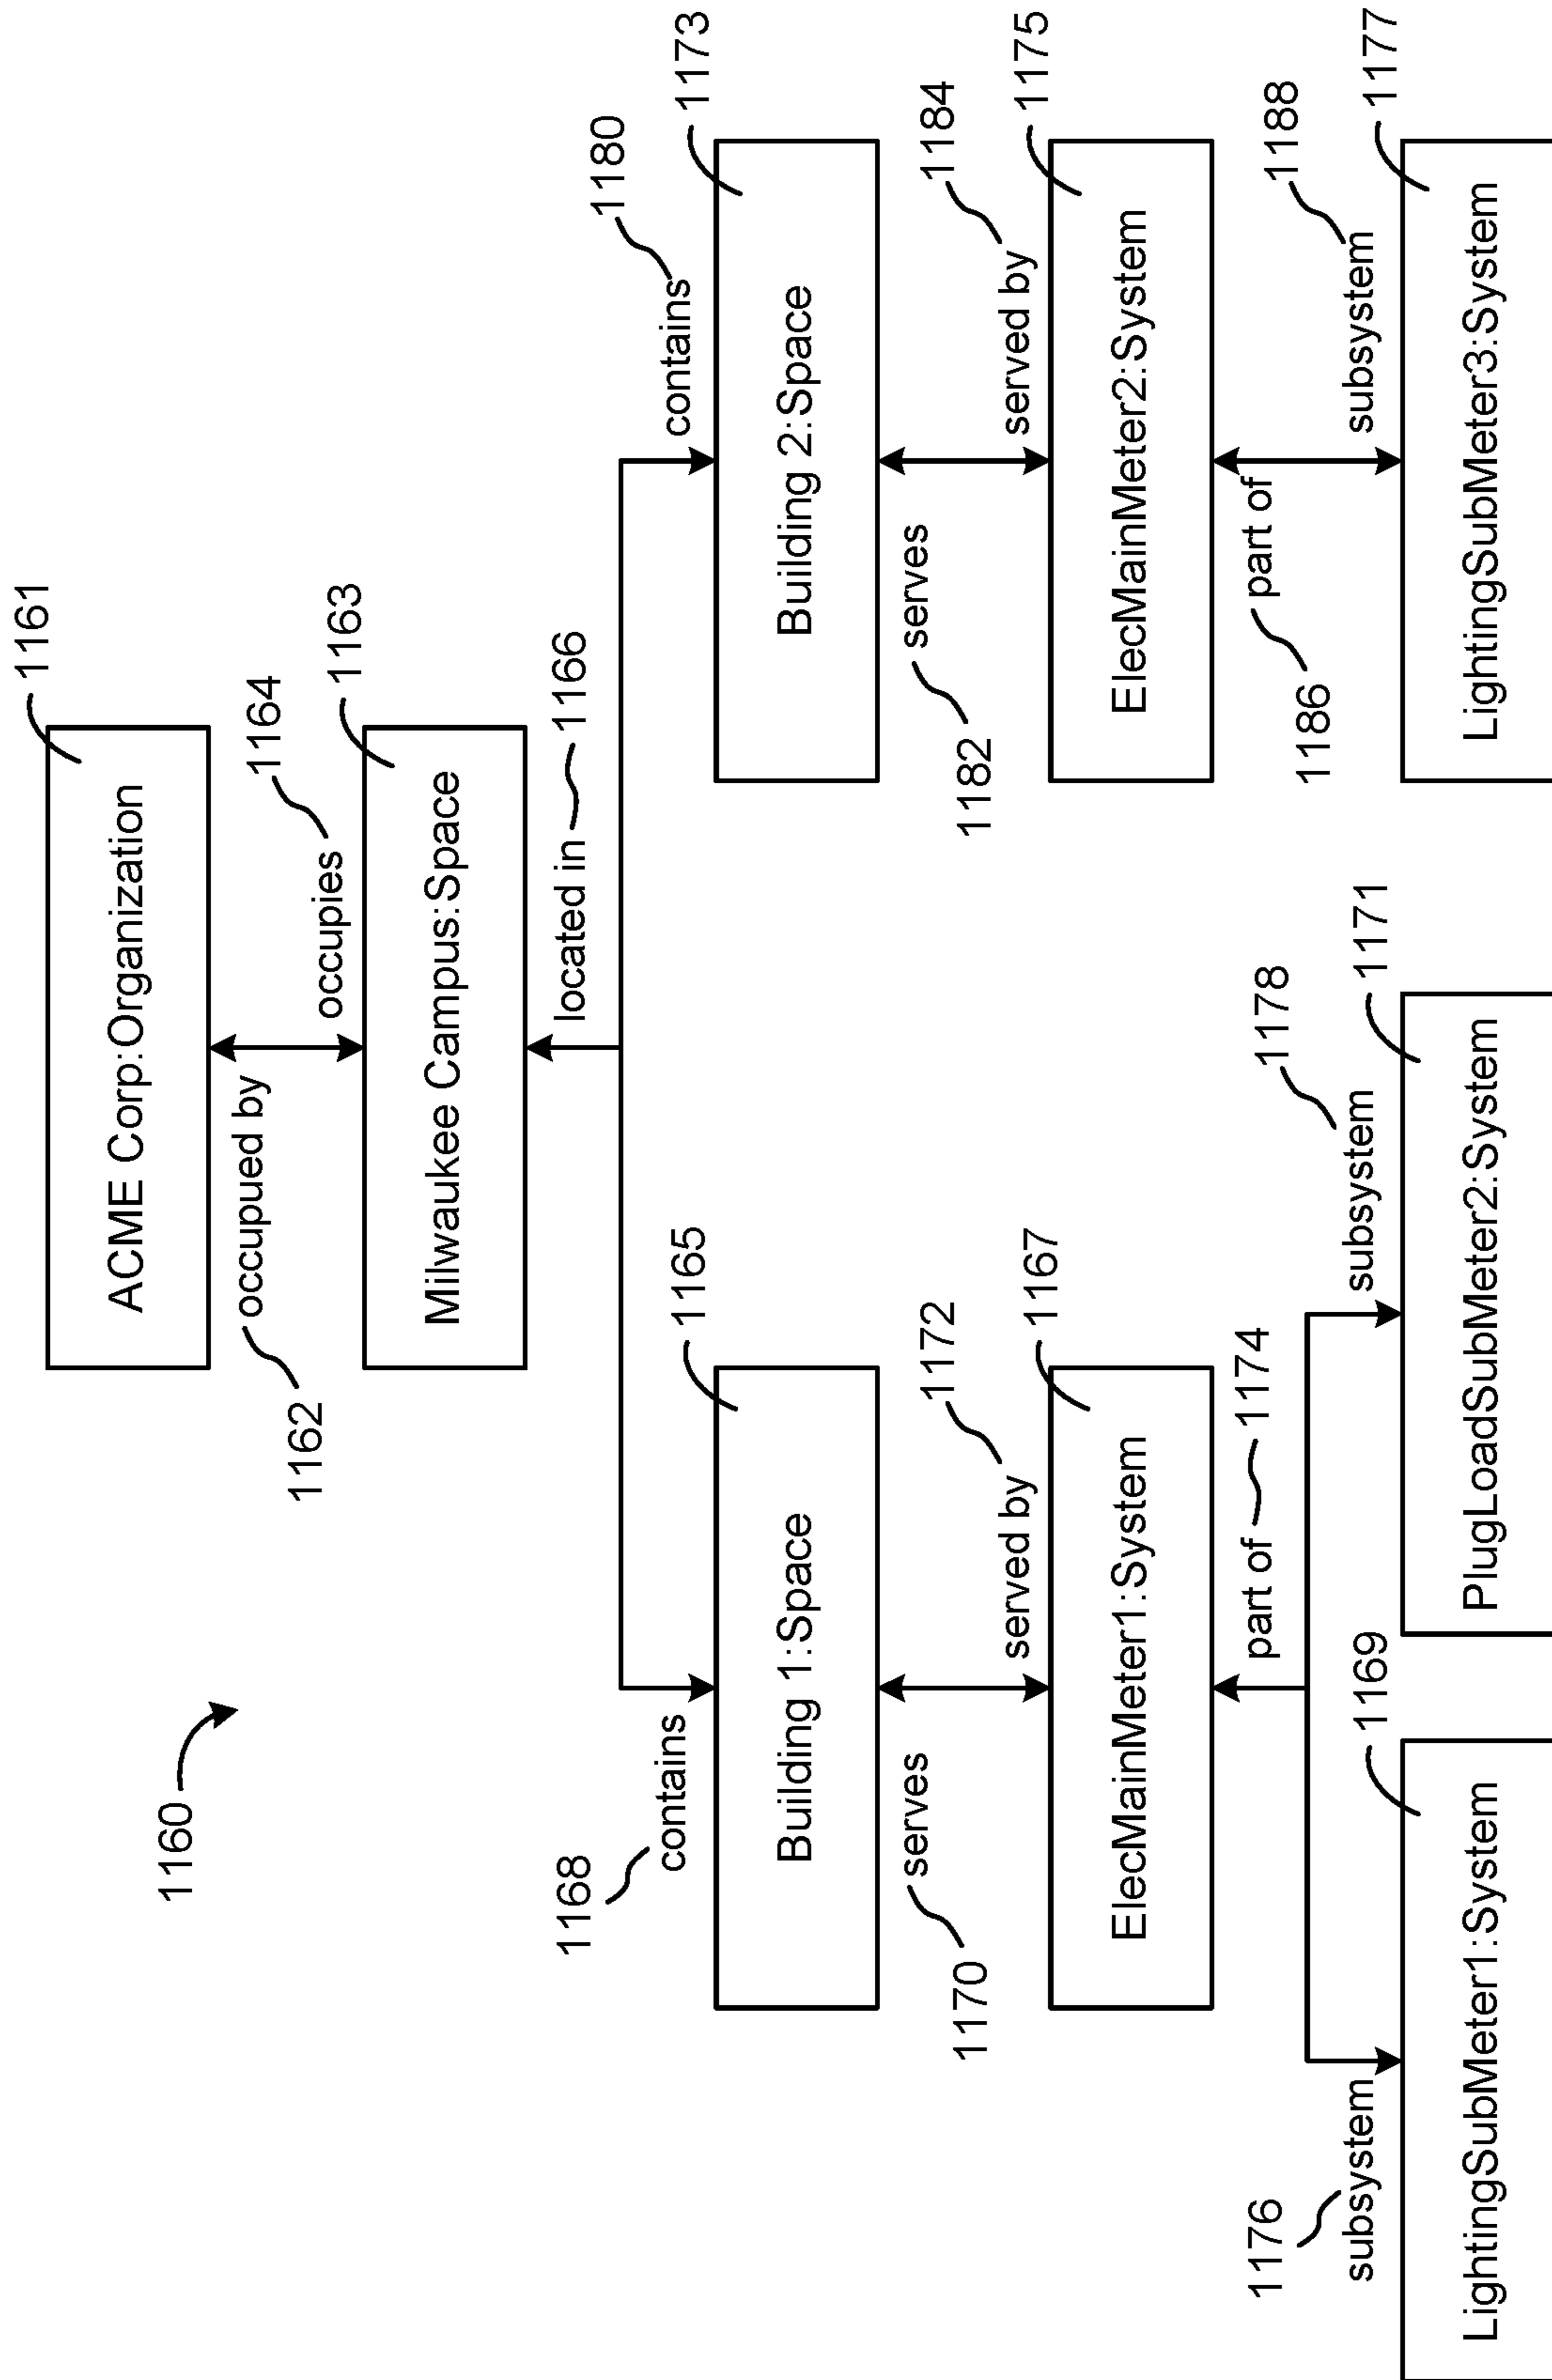 1160
ACME Corp:Organization
1161
occupued by
1162
occupies
1164
Milwaukee Campus:Space
1163
located in
1166
1168
contains
contains
1180
Building 1:Space
1165
Building 2:Space
1173
serves
1170
served by
1172
serves
1182
served by
1184
ElecMainMeter1:System
1167
ElecMainMeter2:System
1175
part of
1174
part of
1186
1176
subsystem
subsystem
1178
subsystem
1188
LightingSubMeter1:System
1169
PlugLoadSubMeter2:System
1171
LightingSubMeter3:System
1177